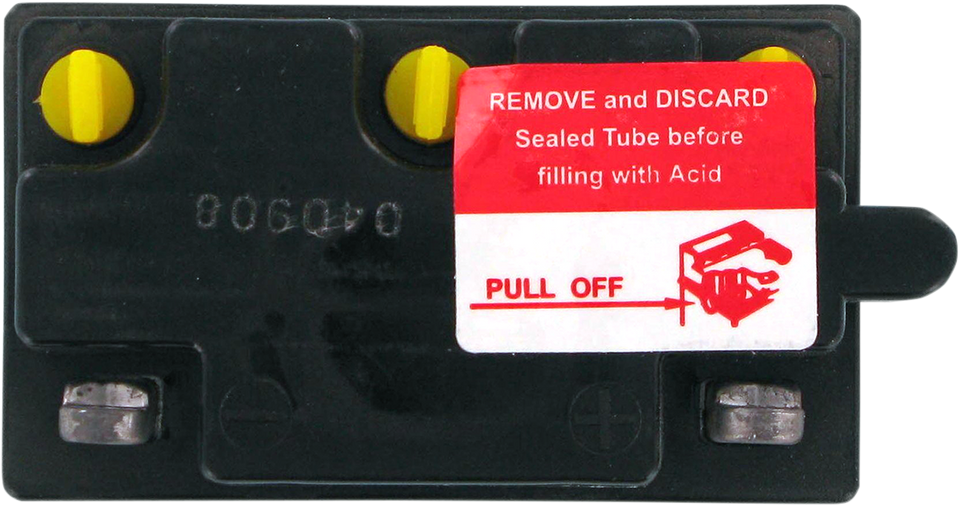 REMOVE and DISCARD
Sealed Tube before
filling with Acid
PULL OFF